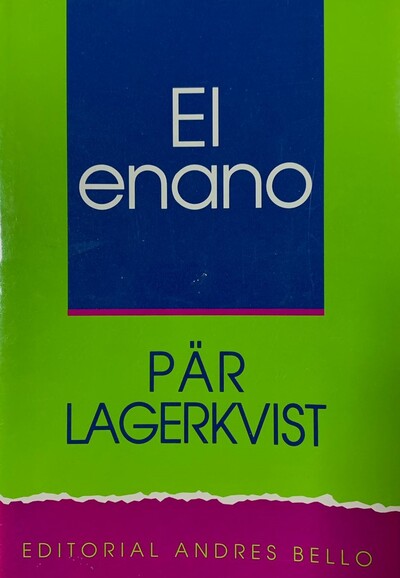 El
enano
PÄR
LAGERKVIST
EDITORIAL ANDRES BELLO